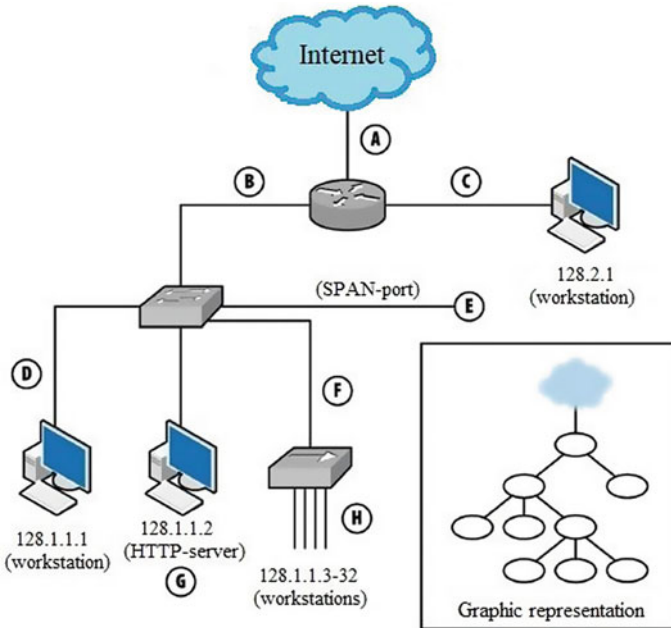 Internet
A
B
C
(SPAN-port)
E
128.2.1
(workstation)
D
F
128.1.1.1
(workstation)
128.1.1.2
(HTTP-server)
G
H
128.1.1.3-32
(workstations)
Graphic representation